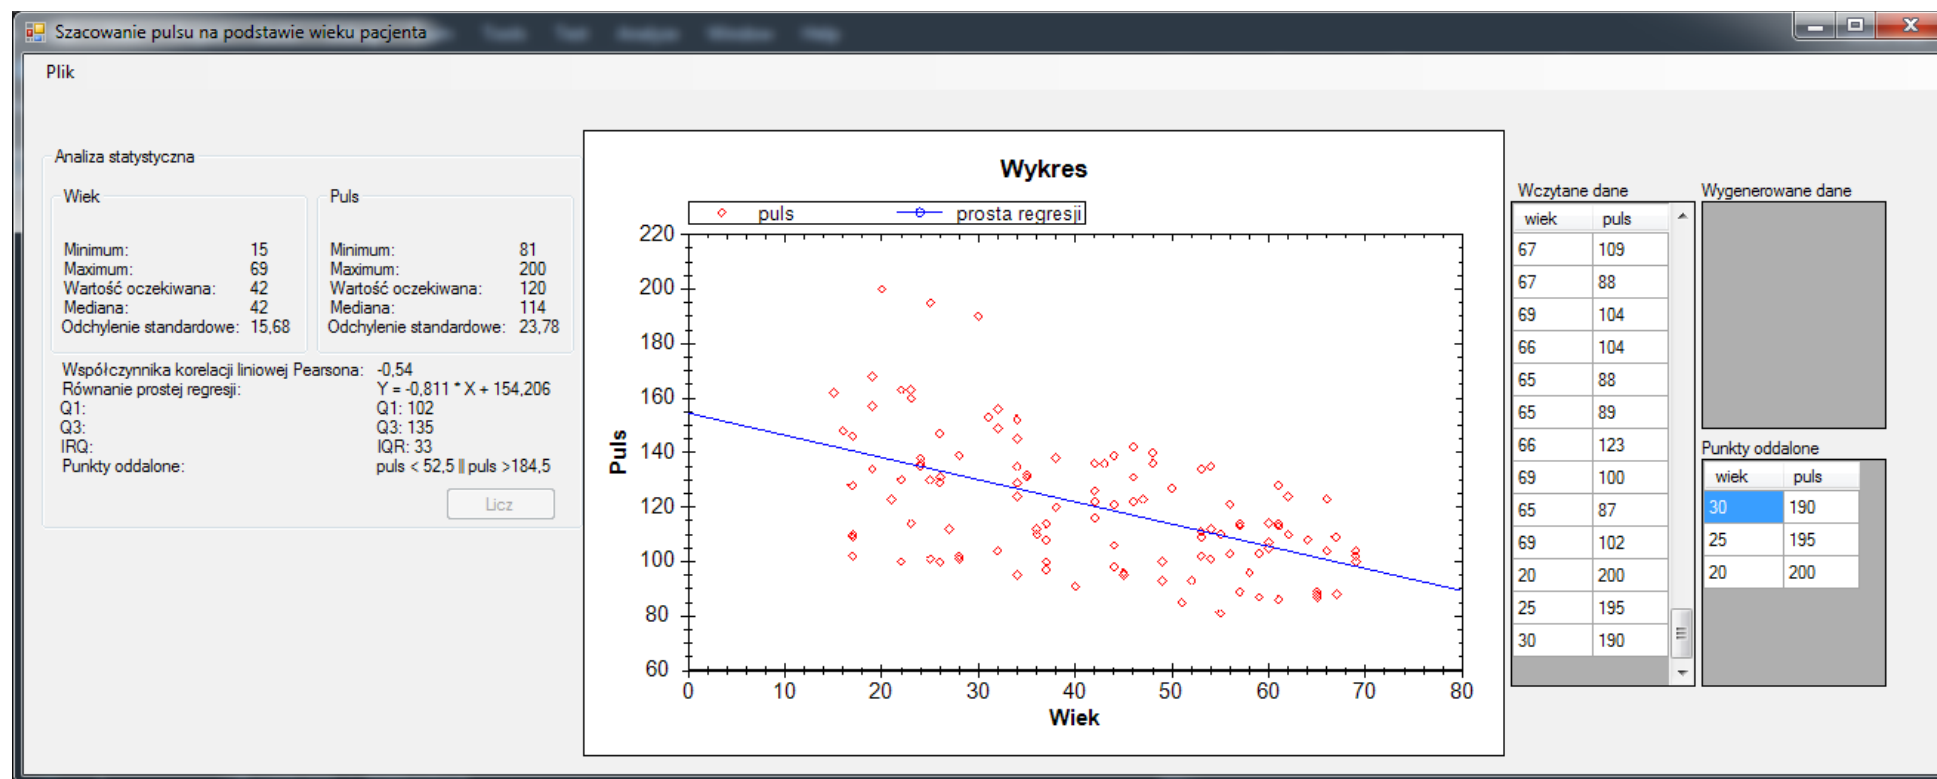 Szacowanie pulsu na podstawie wieku pacjenta
Tools Test Analyze Window Help
Plik
Analiza statystyczna
Wiek
Minimum: 15
Maximum: 69
Wartość oczekiwana: 42
Mediana: 42
Odchylenie standardowe: 15,68
Puls
Minimum: 81
Maximum: 200
Wartość oczekiwana: 120
Mediana: 114
Odchylenie standardowe: 23,78
Współczynnika korelacji liniowej Pearsona: -0,54
Równanie prostej regresji: Y = -0,811 * X + 154,206
Q1: Q1: 102
Q3: Q3: 135
IRQ: IQR: 33
Punkty oddalone: puls < 52,5 || puls >184,5
Licz
Wykres
puls prosta regresji
220
200
180
160
140
120
100
80
60
Puls
0 10 20 30 40 50 60 70 80
Wiek
Wczytane dane
wiek puls
67 109
67 88
69 104
66 104
65 88
65 89
66 123
69 100
65 87
69 102
20 200
25 195
30 190
Wygenerowane dane
Punkty oddalone
wiek puls
30 190
25 195
20 200